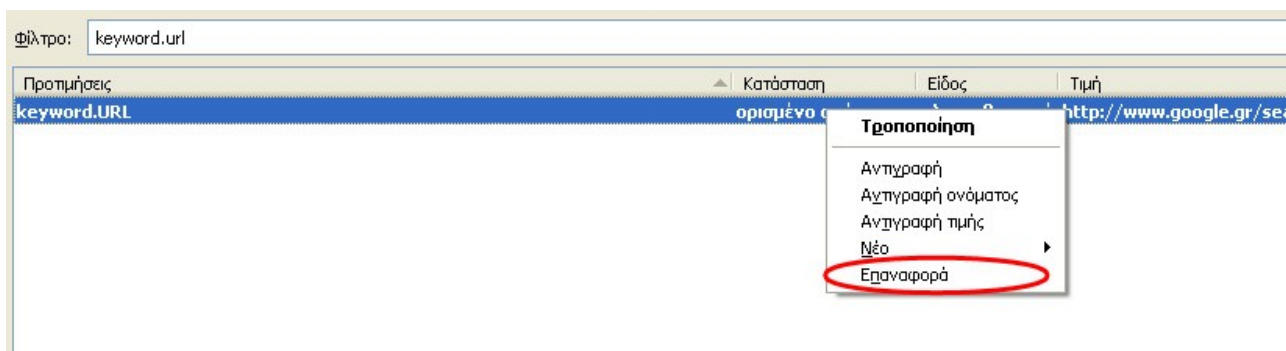 Φίλτρο: keyword.url
Προτιμήσεις Κατάσταση Είδος Τιμή
keyword.URL ορισμένο http://www.google.gr/sea
Τροποποίηση
Αντιγραφή
Αντιγραφή ονόματος
Αντιγραφή τιμής
Νέο
Επαναφορά